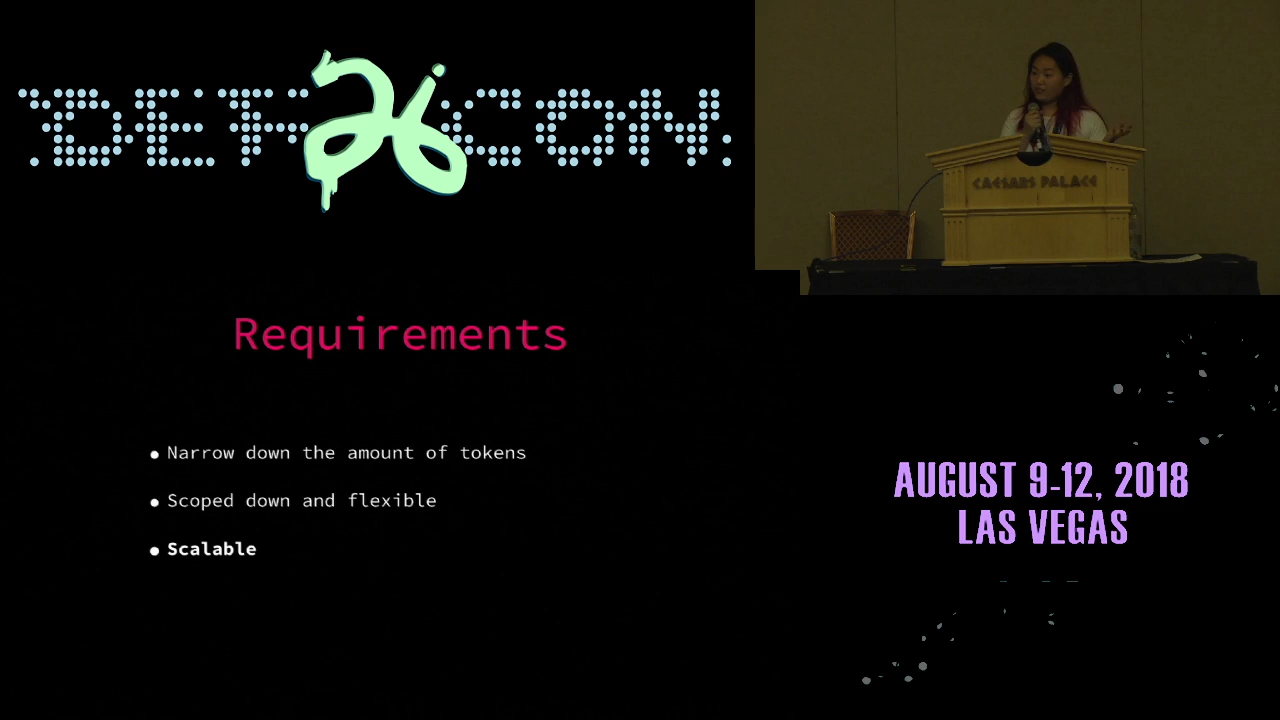 DEF CON
26
CAESARS PALACE
Requirements
Narrow down the amount of tokens
Scoped down and flexible
Scalable
AUGUST 9-12, 2018
LAS VEGAS